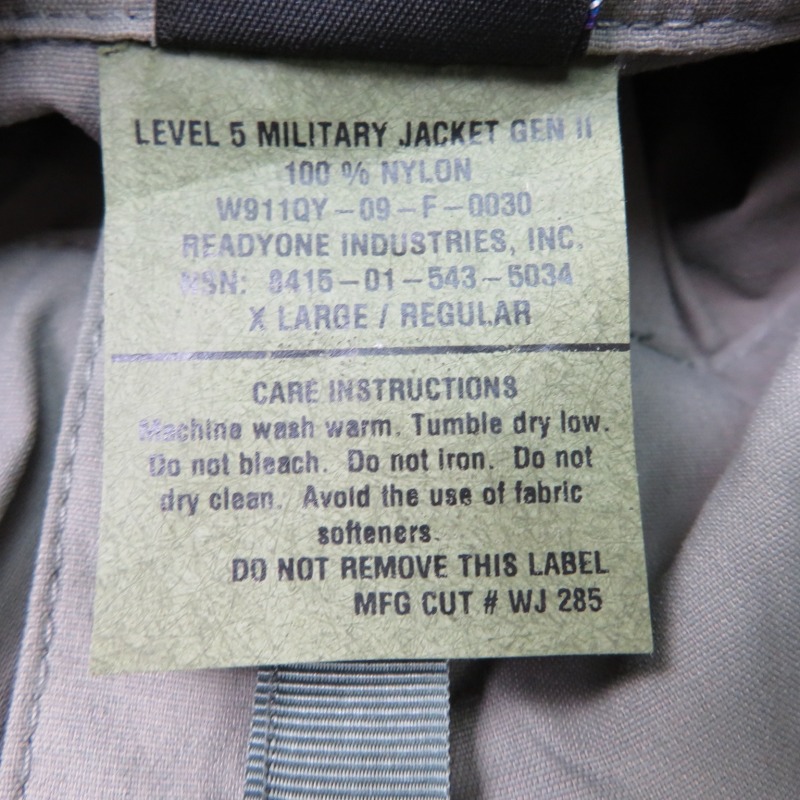 LEVEL 5 MILITARY JACKET GEN II
100 % NYLON
W911QY-09-F-0030
READYONE INDUSTRIES, INC.
NSN: 8415-01-543-5034
X LARGE / REGULAR
CARE INSTRUCTIONS
Machine wash warm. Tumble dry low.
Do not bleach. Do not iron. Do not
dry clean. Avoid the use of fabric
softeners.
DO NOT REMOVE THIS LABEL
MFG CUT # WJ 285